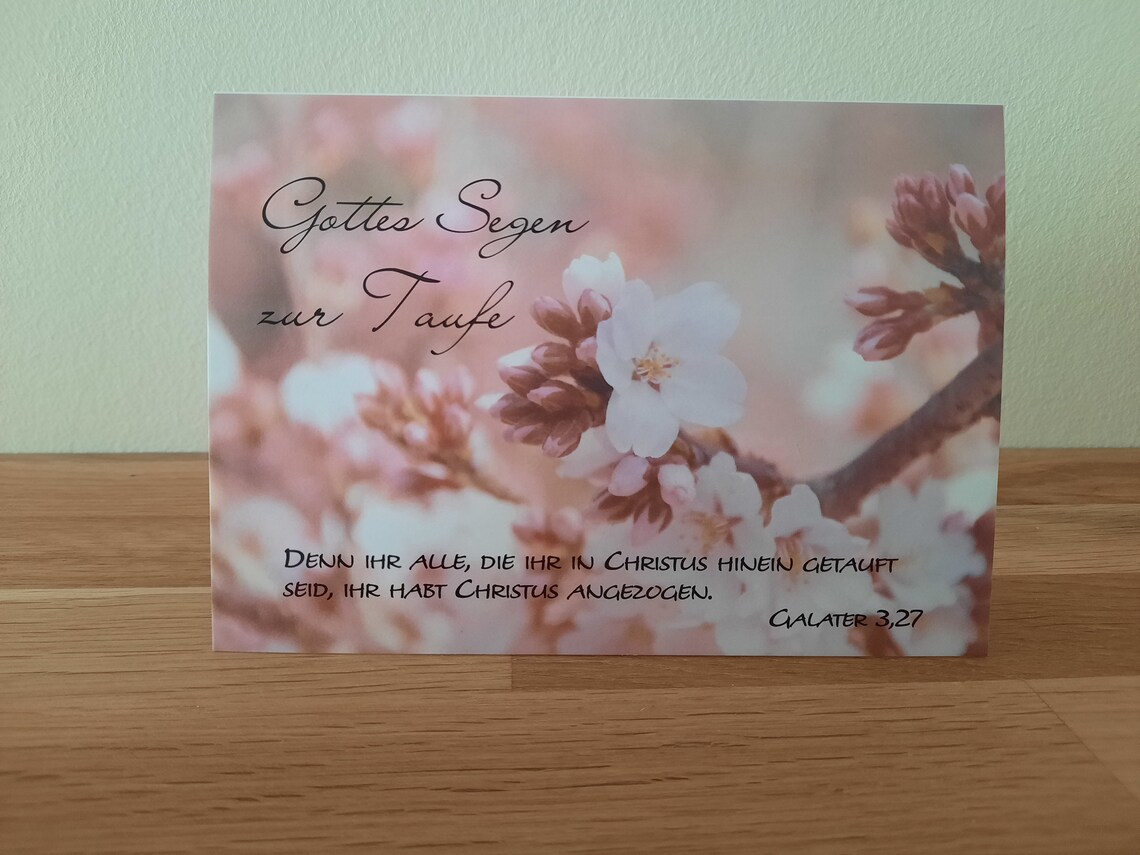 Gottes Segen
zur Taufe
Denn ihr alle, die ihr in Christus hinein getauft
seid, ihr habt Christus angezogen.
Galater 3,27